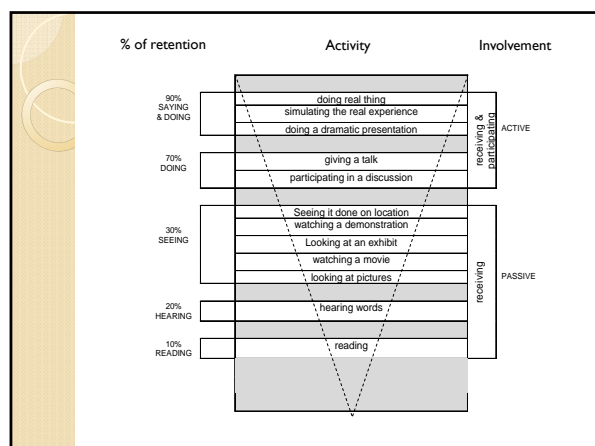 % of retention
Activity
Involvement
90%
SAYING
& DOING
doing real thing
simulating the real experience
doing a dramatic presentation
70%
DOING
giving a talk
participating in a discussion
receiving &
participating
ACTIVE
30%
SEEING
Seeing it done on location
watching a demonstration
Looking at an exhibit
watching a movie
looking at pictures
20%
HEARING
hearing words
10%
READING
reading
receiving
PASSIVE